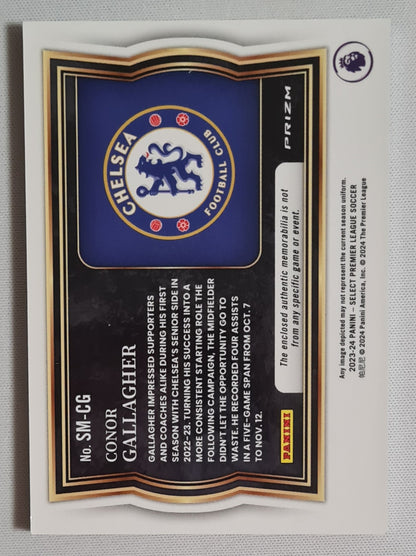 No. SM-CG
CONOR
GALLAGHER
GALLAGHER IMPRESSED SUPPORTERS
AND COACHES ALIKE DURING HIS FIRST
SEASON WITH CHELSEA'S SENIOR SIDE IN
2022-23. TURNING HIS SUCCESS INTO A
MORE CONSISTENT STARTING ROLE THE
FOLLOWING CAMPAIGN, THE MIDFIELDER
DIDN'T LET THE OPPORTUNITY GO TO
WASTE. HE RECORDED FOUR ASSISTS
IN A FIVE-GAME SPAN FROM OCT. 7
TO NOV. 12.
CHELSEA
FOOTBALL CLUB
PANINI
The enclosed authentic memorabilia is not
from any specific game or event.
PRIZM
Any image depicted may not represent the current season uniform.
2023-24 PANINI - SELECT PREMIER LEAGUE SOCCER
帕尼尼 © 2024 Panini America, Inc. © 2024 The Premier League